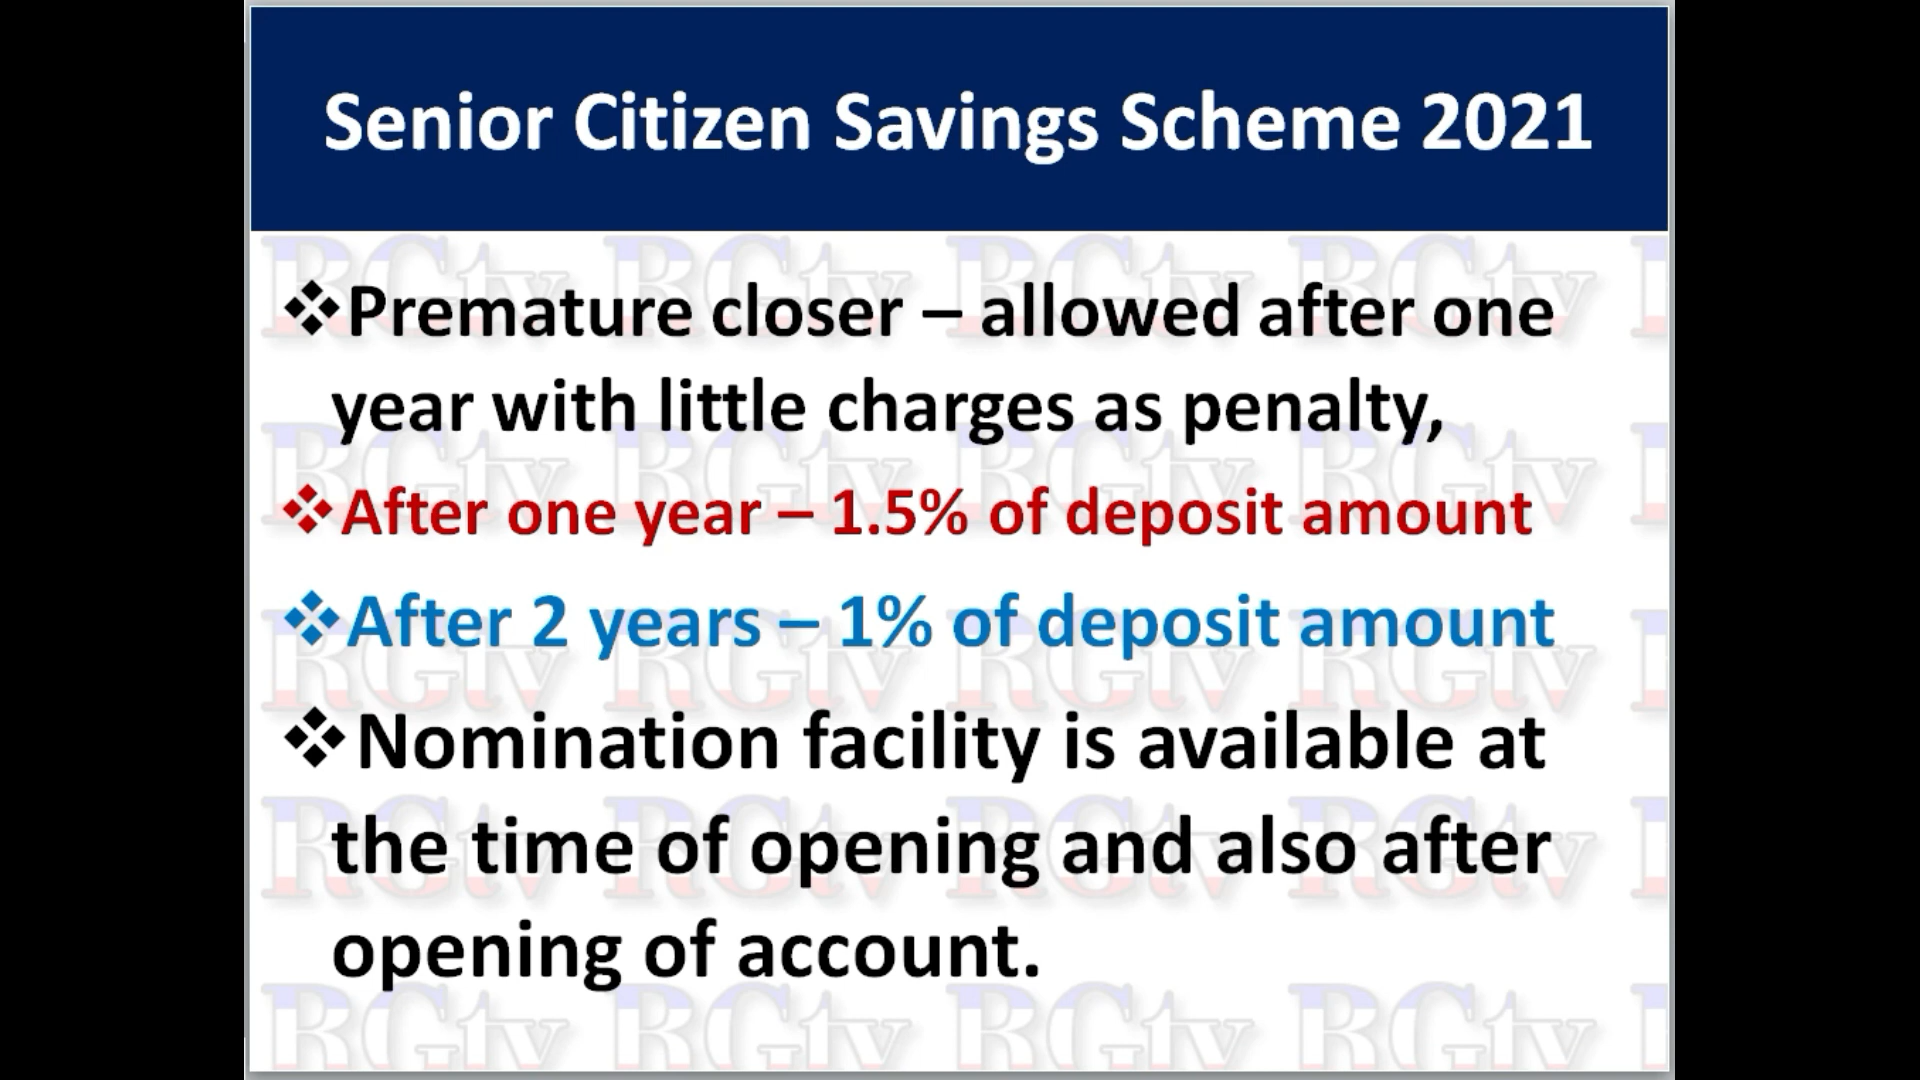 Senior Citizen Savings Scheme 2021
❖Premature closer – allowed after one
year with little charges as penalty,
❖After one year – 1.5% of deposit amount
❖After 2 years – 1% of deposit amount
❖Nomination facility is available at
the time of opening and also after
opening of account.
RGtv